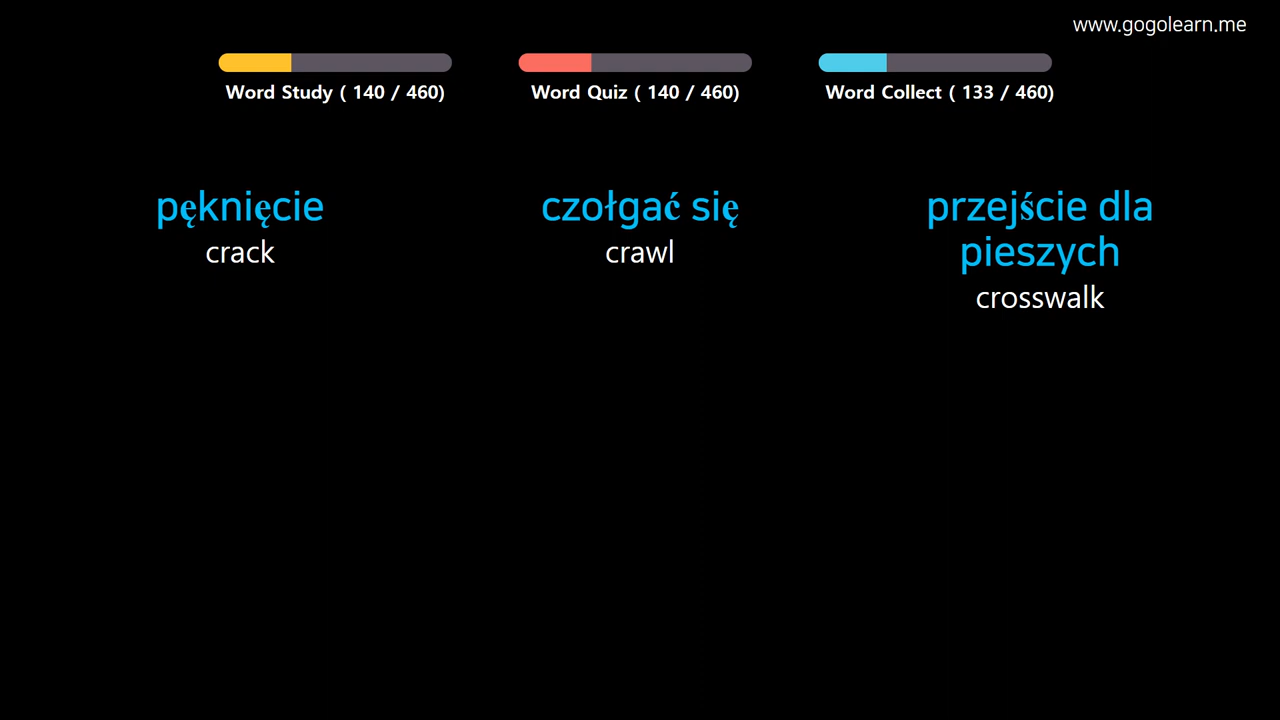 www.gogolearn.me
Word Study ( 140 / 460)
Word Quiz ( 140 / 460)
Word Collect ( 133 / 460)
pęknięcie
crack
czołgać się
crawl
przejście dla
pieszych
crosswalk